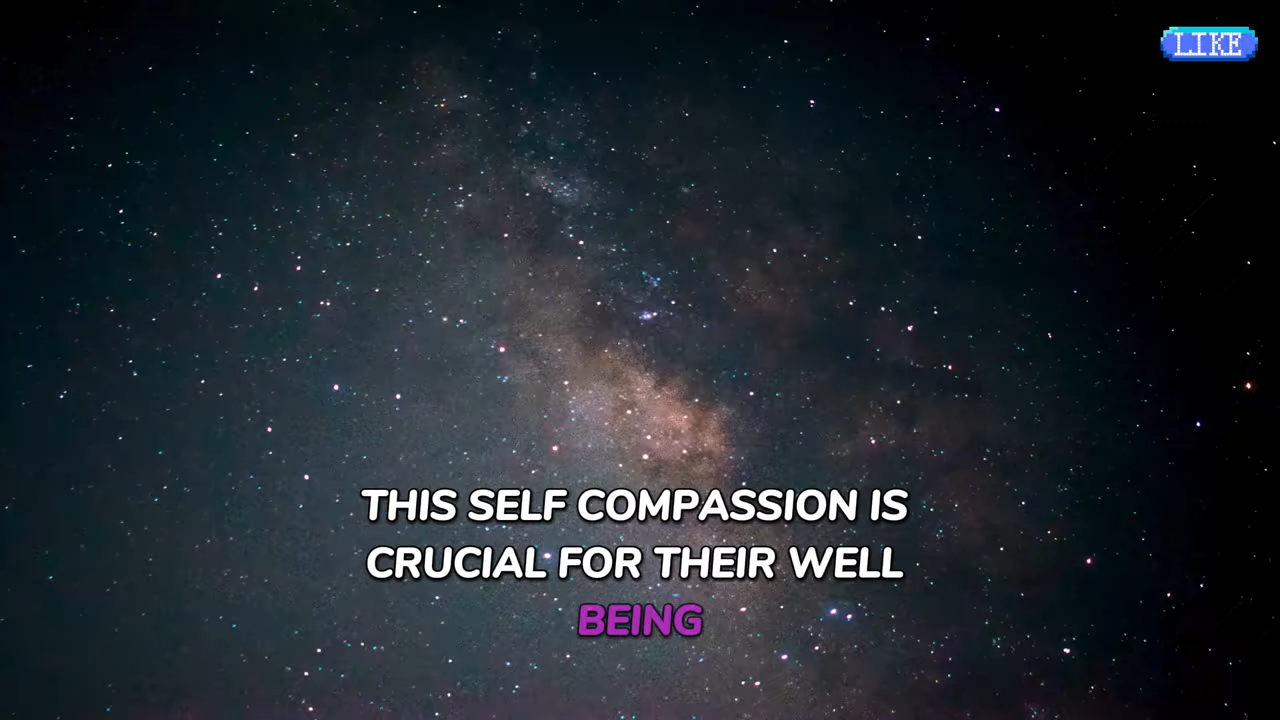 LIKE
THIS SELF COMPASSION IS
CRUCIAL FOR THEIR WELL
BEING